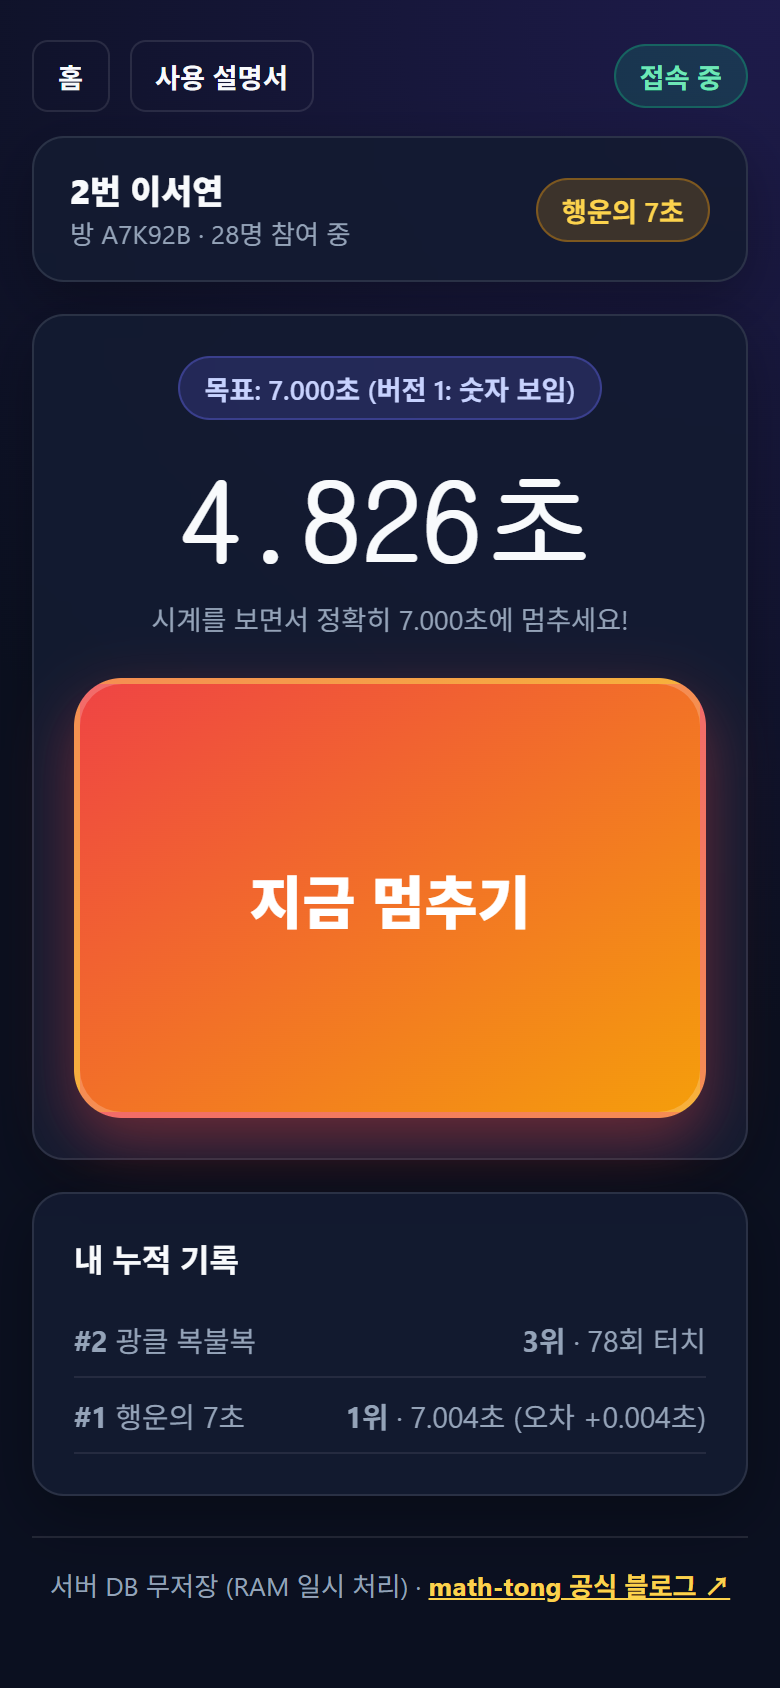 홈
사용 설명서
접속 중
2번 이서연
방 A7K92B · 28명 참여 중
행운의 7초
목표: 7.000초 (버전 1: 숫자 보임)
4.826초
시계를 보면서 정확히 7.000초에 멈추세요!
지금 멈추기
내 누적 기록
#2 광클 복불복 3위 · 78회 터치
#1 행운의 7초 1위 · 7.004초 (오차 +0.004초)
서버 DB 무저장 (RAM 일시 처리) · math-tong 공식 블로그 ↗